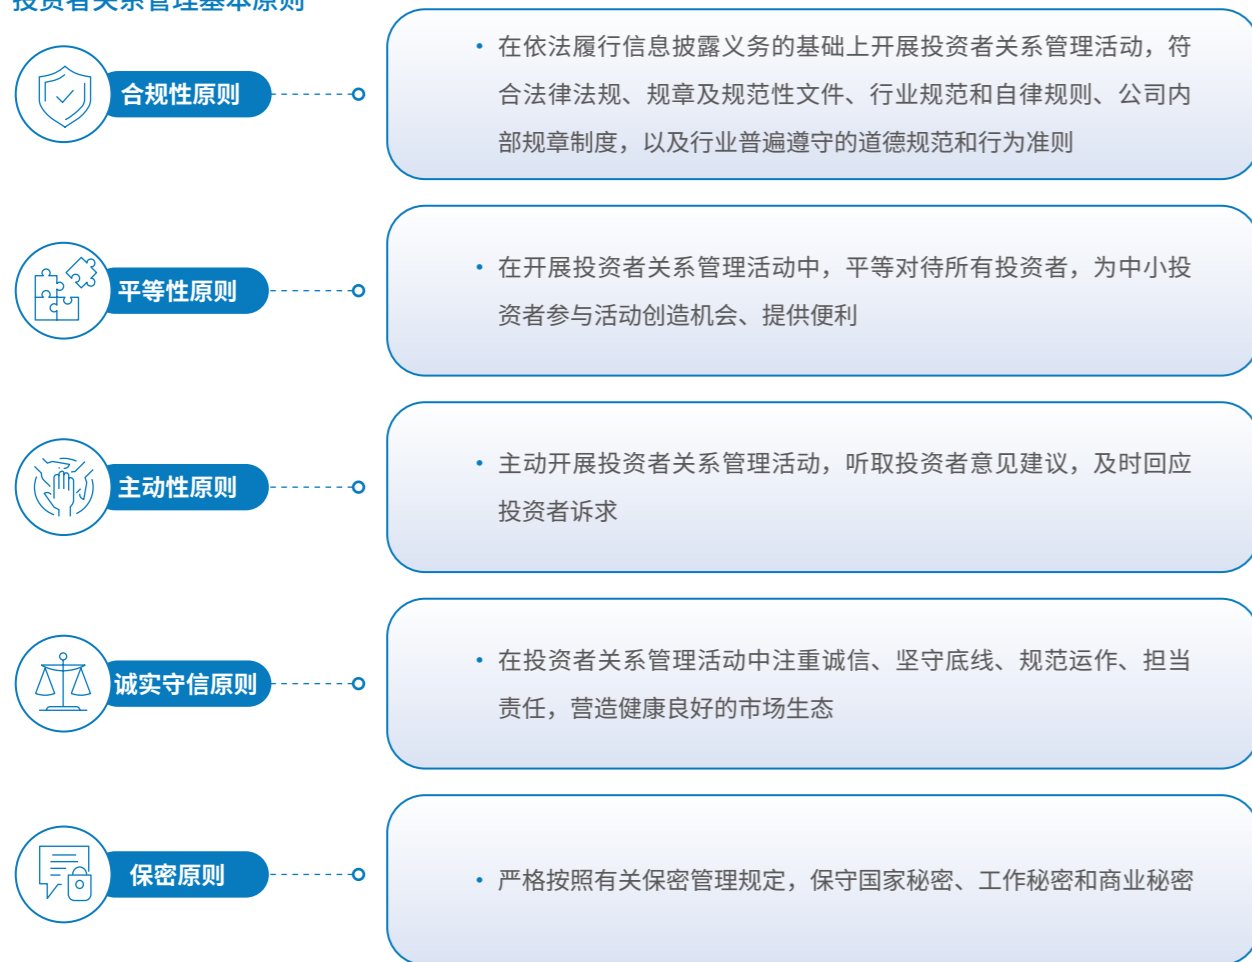 投资者关系管理基本原则
合规性原则
• 在依法履行信息披露义务的基础上开展投资者关系管理活动，符
合法律法规、规章及规范性文件、行业规范和自律规则、公司内
部规章制度，以及行业普遍遵守的道德规范和行为准则
平等性原则
• 在开展投资者关系管理活动中，平等对待所有投资者，为中小投
资者参与活动创造机会、提供便利
主动性原则
• 主动开展投资者关系管理活动，听取投资者意见建议，及时回应
投资者诉求
诚实守信原则
• 在投资者关系管理活动中注重诚信、坚守底线、规范运作、担当
责任，营造健康良好的市场生态
保密原则
• 严格按照有关保密管理规定，保守国家秘密、工作秘密和商业秘密